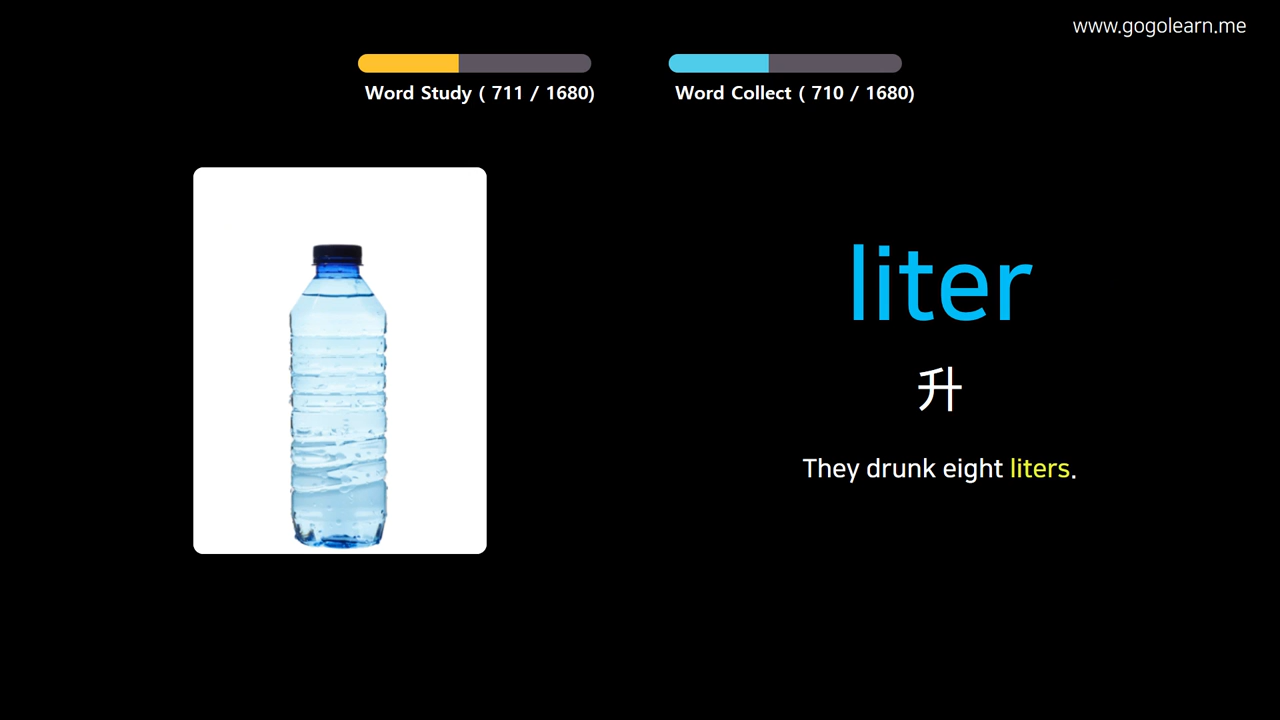 www.gogolearn.me
Word Study ( 711 / 1680)
Word Collect ( 710 / 1680)
liter
升
They drunk eight liters.